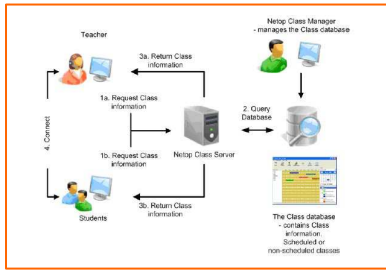 Teacher
3a. Return Class
information
Netop Class Manager
- manages the Class database
1a. Request Class
Information
4. Connect
2. Query
Database
1b. Request Class
Information
Netop Class Server
Students
3b. Return Class
information
The Class database
- contains Class
information.
Scheduled or
non-scheduled classes